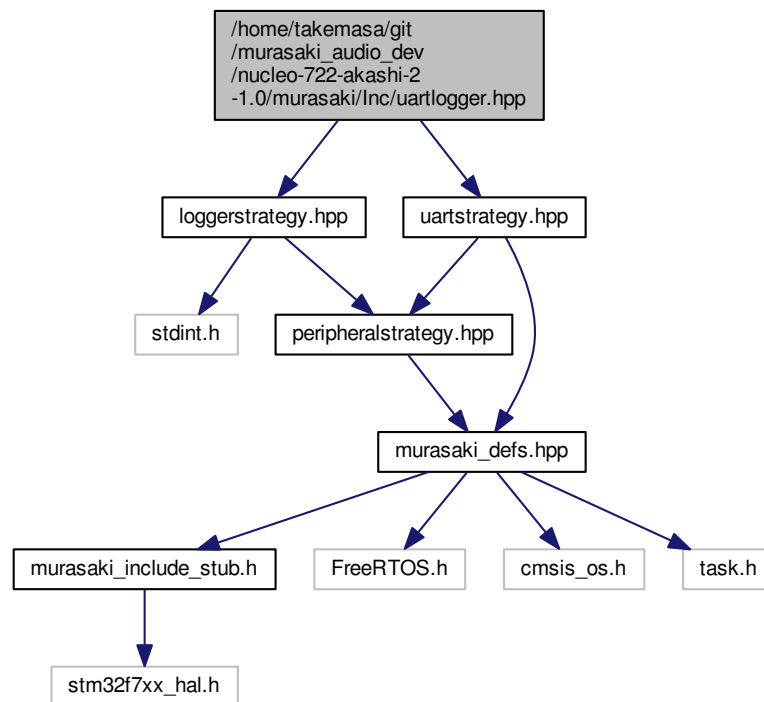 /home/takemasa/git
/murasaki_audio_dev
/nucleo-722-akashi-2
-1.0/murasaki/Inc/uartlogger.hpp
loggerstrategy.hpp
uartstrategy.hpp
stdint.h
peripheralstrategy.hpp
murasaki_defs.hpp
murasaki_include_stub.h
FreeRTOS.h
cmsis_os.h
task.h
stm32f7xx_hal.h